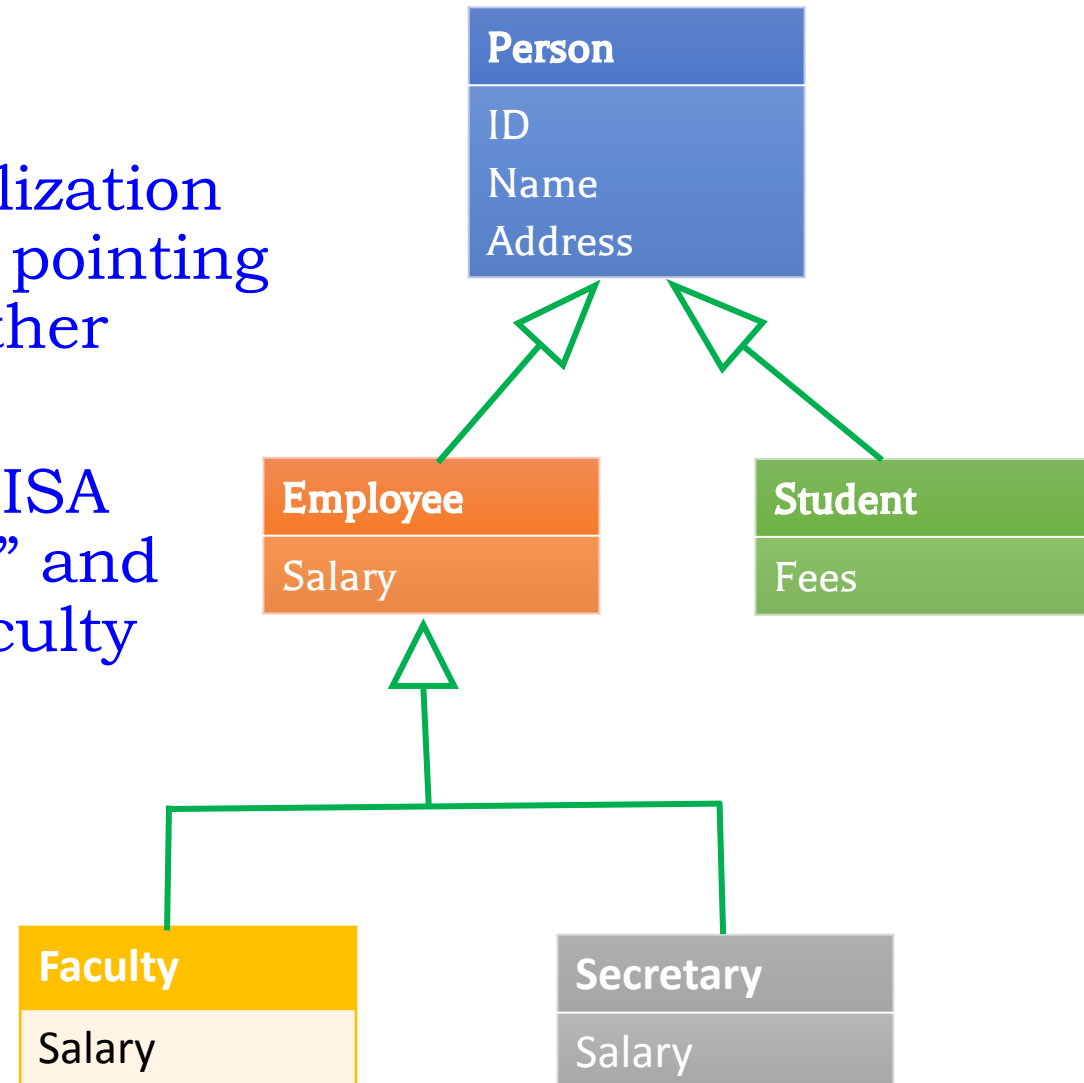 Person
ID
Name
Address
lization
pointing
ther
ISA
” and
culty
Employee
Salary
Student
Fees
Faculty
Salary
Secretary
Salary